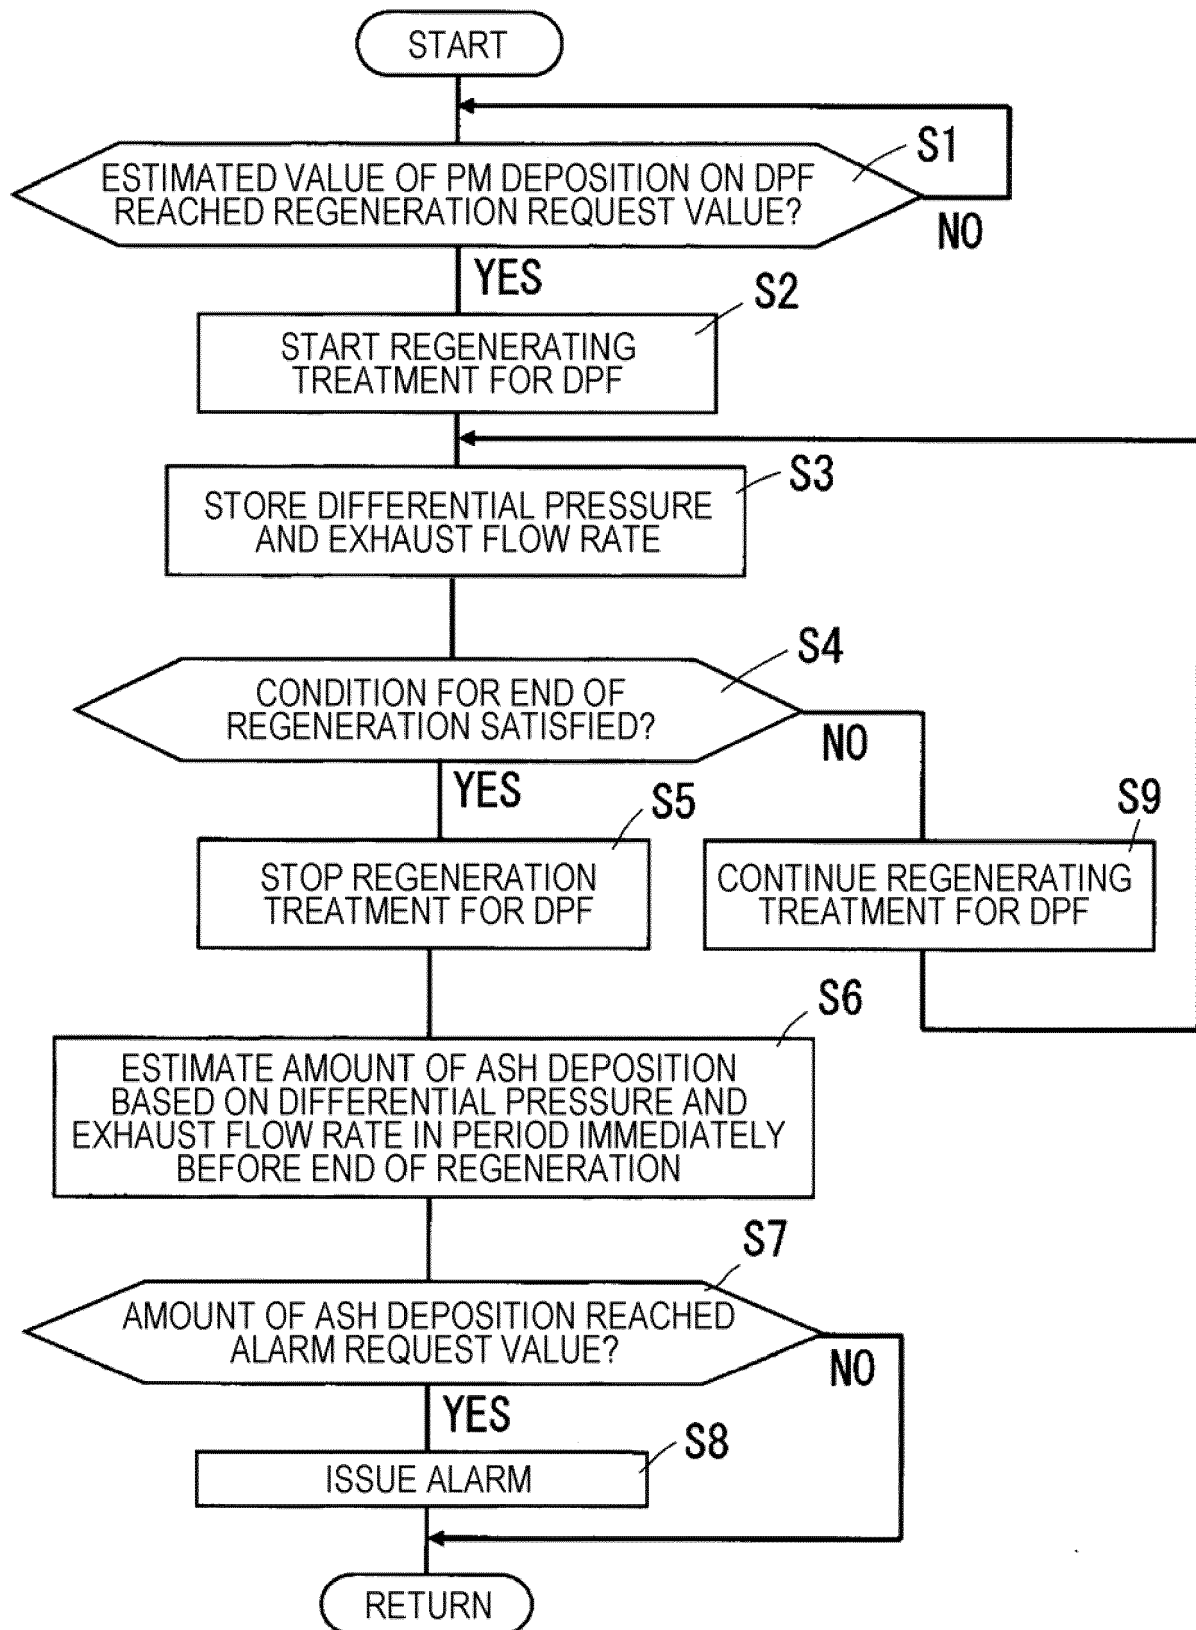 START
S1
ESTIMATED VALUE OF PM DEPOSITION ON DPF
REACHED REGENERATION REQUEST VALUE?
NO
YES
S2
START REGENERATING
TREATMENT FOR DPF
S3
STORE DIFFERENTIAL PRESSURE
AND EXHAUST FLOW RATE
S4
CONDITION FOR END OF
REGENERATION SATISFIED?
NO
YES
S5
STOP REGENERATION
TREATMENT FOR DPF
S9
CONTINUE REGENERATING
TREATMENT FOR DPF
S6
ESTIMATE AMOUNT OF ASH DEPOSITION
BASED ON DIFFERENTIAL PRESSURE AND
EXHAUST FLOW RATE IN PERIOD IMMEDIATELY
BEFORE END OF REGENERATION
S7
AMOUNT OF ASH DEPOSITION REACHED
ALARM REQUEST VALUE?
NO
YES
S8
ISSUE ALARM
RETURN